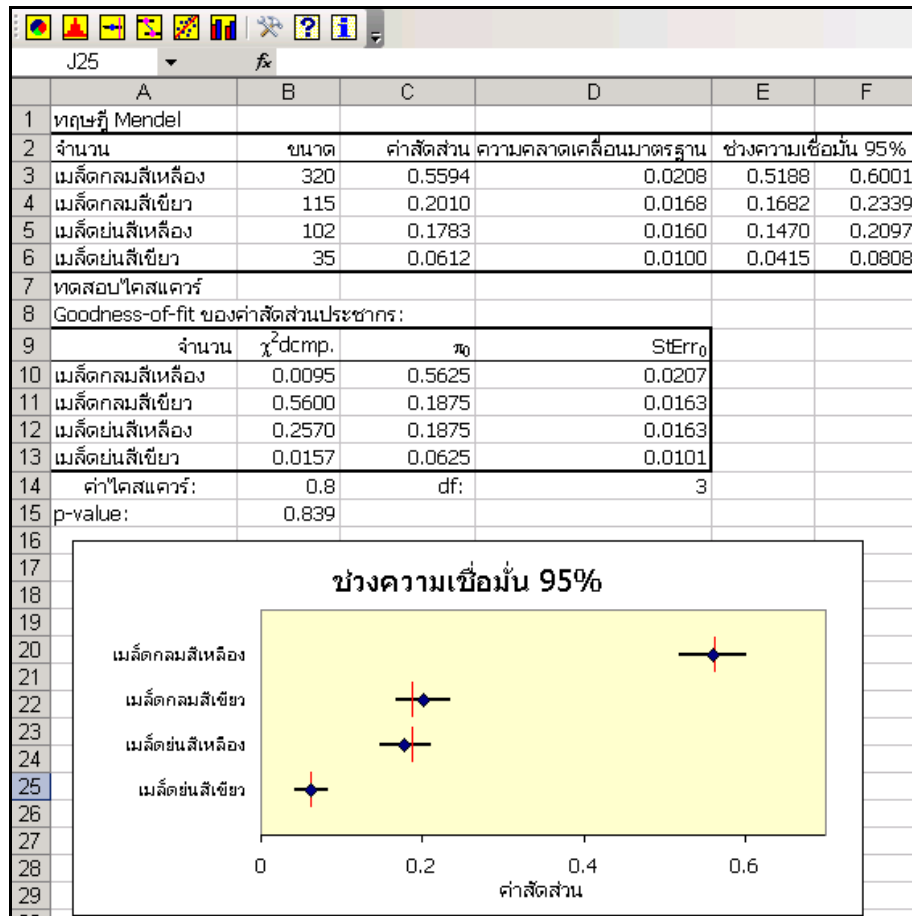 J25 fx
A B C D E F
1 ทฤษฎี Mendel
2 จำนวน ขนาด ค่าสัดส่วน ความคลาดเคลื่อนมาตรฐาน ช่วงความเชื่อมั่น 95%
3 เมล็ดกลมสีเหลือง 320 0.5594 0.0208 0.5188 0.6001
4 เมล็ดกลมสีเขียว 115 0.2010 0.0168 0.1682 0.2339
5 เมล็ดย่นสีเหลือง 102 0.1783 0.0160 0.1470 0.2097
6 เมล็ดย่นสีเขียว 35 0.0612 0.0100 0.0415 0.0808
7 ทดสอบไคสแควร์
8 Goodness-of-fit ของค่าสัดส่วนประชากร:
9 จำนวน χ²dcmp. π₀ StErr₀
10 เมล็ดกลมสีเหลือง 0.0095 0.5625 0.0207
11 เมล็ดกลมสีเขียว 0.5600 0.1875 0.0163
12 เมล็ดย่นสีเหลือง 0.2570 0.1875 0.0163
13 เมล็ดย่นสีเขียว 0.0157 0.0625 0.0101
14 ค่าไคสแควร์: 0.8 df: 3
15 p-value: 0.839
16
17 ช่วงความเชื่อมั่น 95%
18
19
20 เมล็ดกลมสีเหลือง
21
22 เมล็ดกลมสีเขียว
23
24 เมล็ดย่นสีเหลือง
25 เมล็ดย่นสีเขียว
26
27
28 0 0.2 0.4 0.6
29 ค่าสัดส่วน